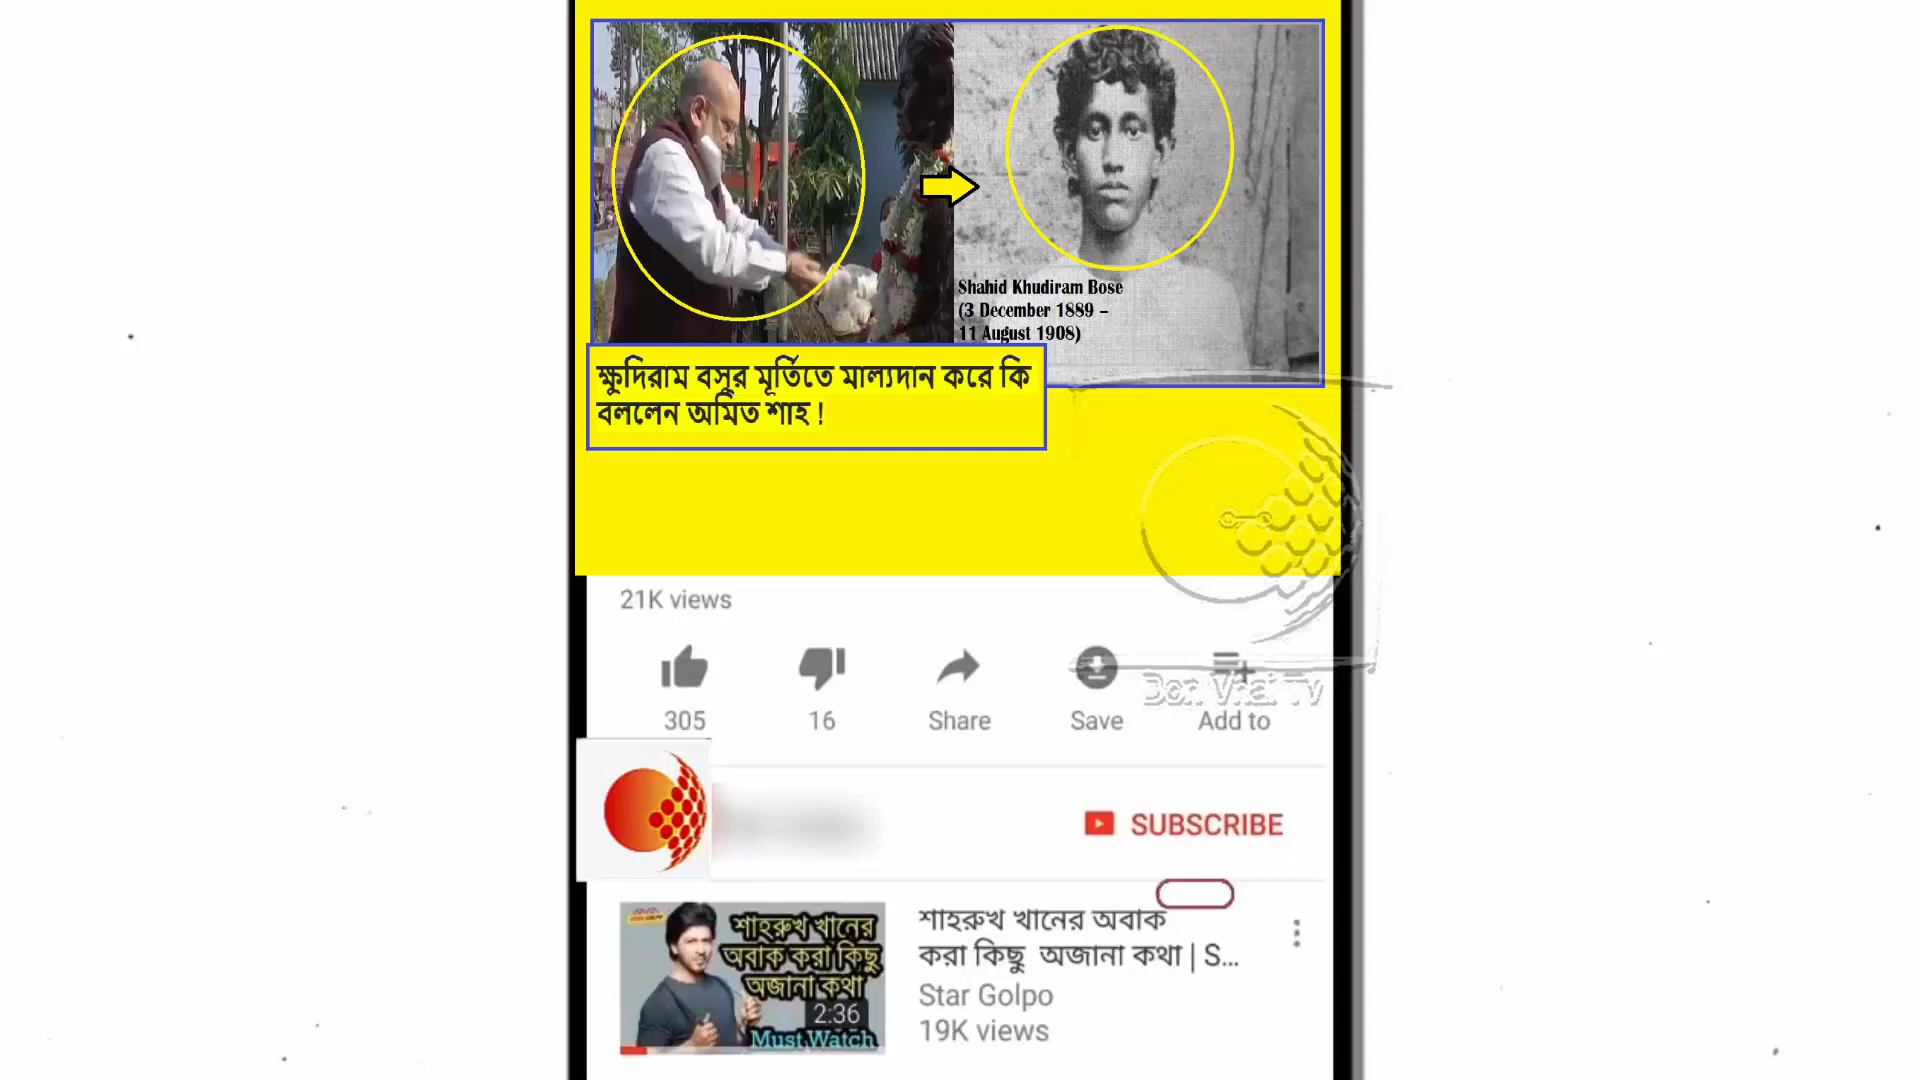 Shahid Khudiram Bose
(3 December 1889 –
11 August 1908)
ক্ষুদিরাম বসুর মূর্তিতে মাল্যদান করে কি
বললেন অমিত শাহ !
21K views
305
16
Share
Save
Add to
SUBSCRIBE
শাহরুখ খানের
অবাক করা কিছু
অজানা কথা
2:36
Must Watch
শাহরুখ খানের অবাক
করা কিছু অজানা কথা | S...
Star Golpo
19K views